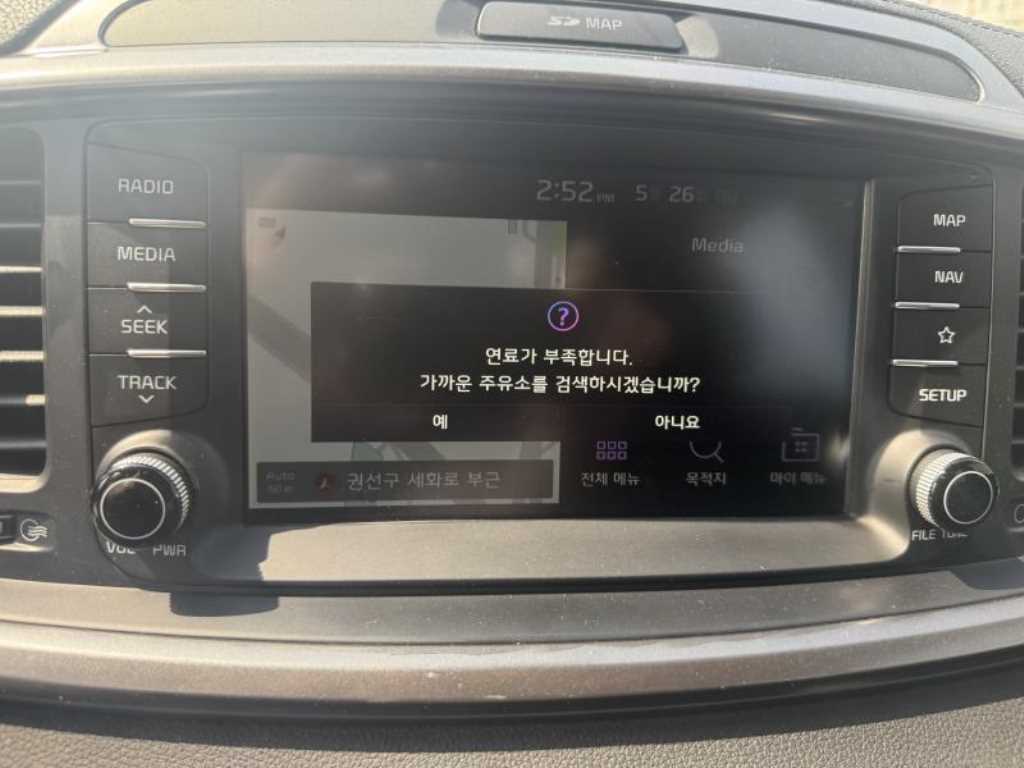 SD MAP
RADIO
MEDIA
SEEK
TRACK
VOL PWR
2:52 PM 5 26
Media
연료가 부족합니다.
가까운 주유소를 검색하시겠습니까?
예 아니요
Auto
권선구 세화로 부근
전체 메뉴 목적지 마이 메뉴
MAP
NAV
SETUP
FILE TUNE